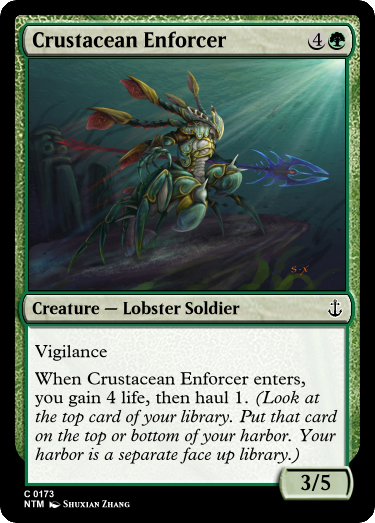 Crustacean Enforcer 4
S-X
Creature — Lobster Soldier
Vigilance
When Crustacean Enforcer enters,
you gain 4 life, then haul 1. (Look at
the top card of your library. Put that card
on the top or bottom of your harbor. Your
harbor is a separate face up library.)
3/5
C 0173
NTM Shuxian Zhang